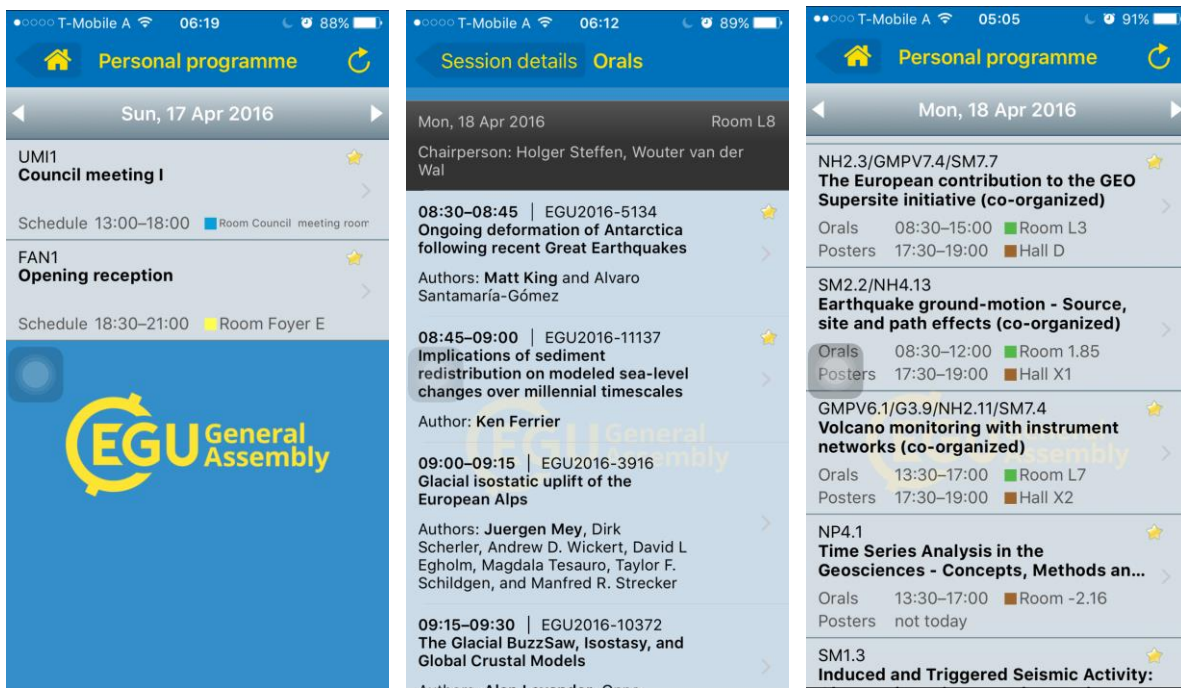 T-Mobile A 06:19 88%
Personal programme
Sun, 17 Apr 2016
UMI1
Council meeting I
Schedule 13:00–18:00 Room Council meeting room
FAN1
Opening reception
Schedule 18:30–21:00 Room Foyer E
EGU General
Assembly
T-Mobile A 06:12 89%
Session details Orals
Mon, 18 Apr 2016 Room L8
Chairperson: Holger Steffen, Wouter van der
Wal
08:30–08:45 | EGU2016-5134
Ongoing deformation of Antarctica
following recent Great Earthquakes
Authors: Matt King and Alvaro
Santamaría-Gómez
08:45–09:00 | EGU2016-11137
Implications of sediment
redistribution on modeled sea-level
changes over millennial timescales
Author: Ken Ferrier
EGU General
Assembly
09:00–09:15 | EGU2016-3916
Glacial isostatic uplift of the
European Alps
Authors: Juergen Mey, Dirk
Scherler, Andrew D. Wickert, David L
Egholm, Magdala Tesauro, Taylor F.
Schildgen, and Manfred R. Strecker
09:15–09:30 | EGU2016-10372
The Glacial BuzzSaw, Isostasy, and
Global Crustal Models
T-Mobile A 05:05 91%
Personal programme
Mon, 18 Apr 2016
NH2.3/GMPV7.4/SM7.7
The European contribution to the GEO
Supersite initiative (co-organized)
Orals 08:30–15:00 Room L3
Posters 17:30–19:00 Hall D
SM2.2/NH4.13
Earthquake ground-motion - Source,
site and path effects (co-organized)
Orals 08:30–12:00 Room 1.85
Posters 17:30–19:00 Hall X1
GMPV6.1/G3.9/NH2.11/SM7.4
Volcano monitoring with instrument
networks (co-organized)
Orals 13:30–17:00 Room L7
Posters 17:30–19:00 Hall X2
NP4.1
Time Series Analysis in the
Geosciences - Concepts, Methods an...
Orals 13:30–17:00 Room -2.16
Posters not today
SM1.3
Induced and Triggered Seismic Activity: